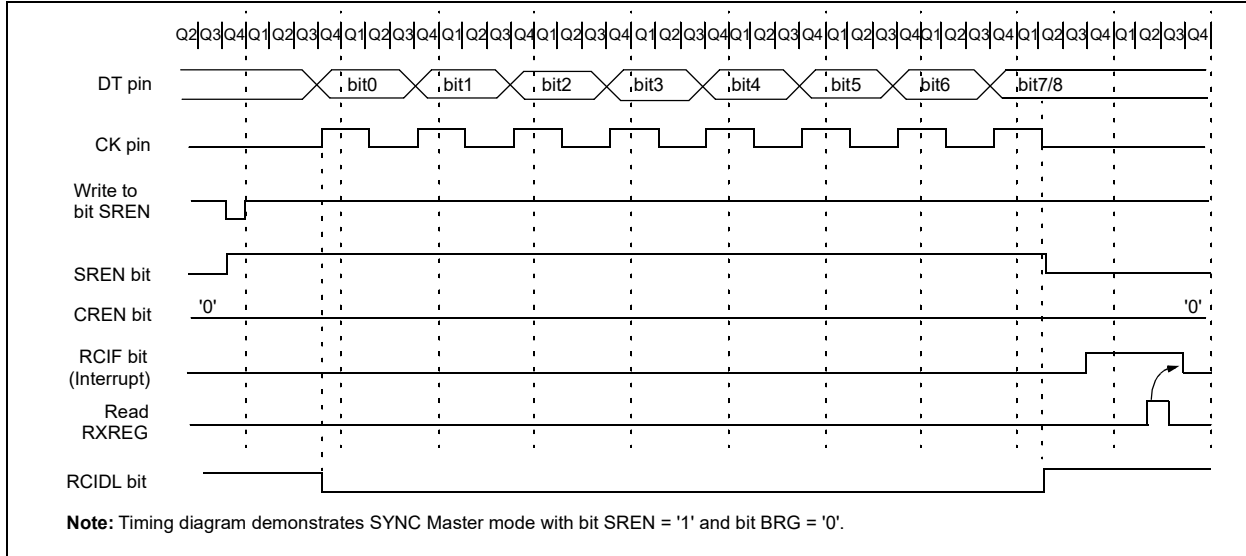 Q2 Q3 Q4 Q1 Q2 Q3 Q4 Q1 Q2 Q3 Q4 Q1 Q2 Q3 Q4 Q1 Q2 Q3 Q4 Q1 Q2 Q3 Q4 Q1 Q2 Q3 Q4 Q1 Q2 Q3 Q4 Q1 Q2 Q3 Q4 Q1 Q2 Q3 Q4 Q1 Q2 Q3 Q4
DT pin bit0 bit1 bit2 bit3 bit4 bit5 bit6 bit7/8
CK pin
Write to
bit SREN
SREN bit
CREN bit '0' '0'
RCIF bit
(Interrupt)
Read
RXREG
RCIDL bit
Note: Timing diagram demonstrates SYNC Master mode with bit SREN = '1' and bit BRG = '0'.